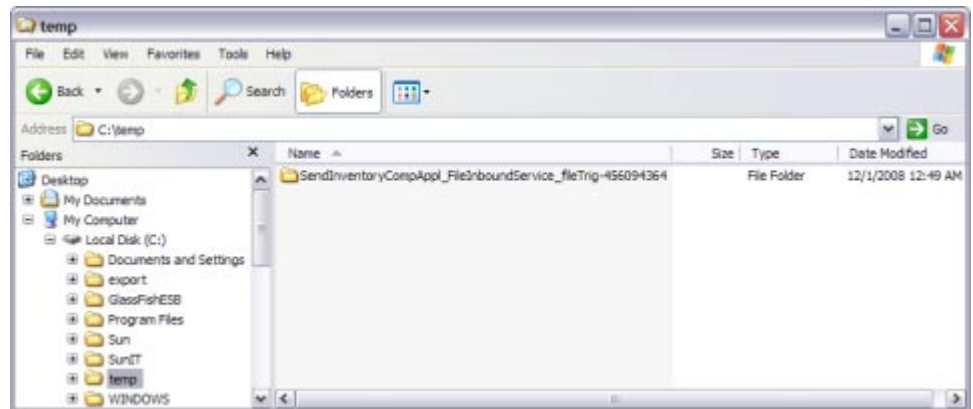 temp
File Edit View Favorites Tools Help
Back Search Folders
Address C:\temp Go
Folders Name Size Type Date Modified
Desktop SendInventoryCompAppl_FileInboundService_fileTrig-456094364 File Folder 12/1/2008 12:49 AM
My Documents
My Computer
Local Disk (C:)
Documents and Settings
export
GlassFishESB
Program Files
Sun
SunIT
temp
WINDOWS